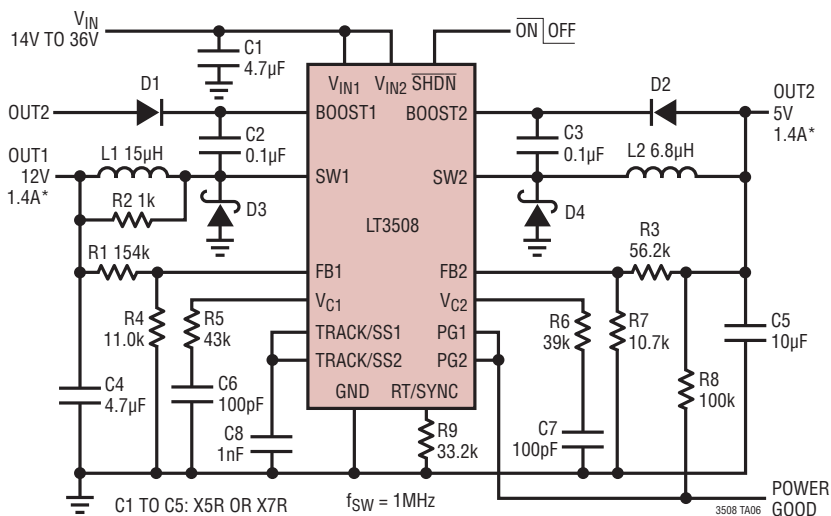 VIN
14V TO 36V
C1
4.7µF
ON OFF
VIN1 VIN2 SHDN
D1
D2
OUT2
BOOST1 BOOST2
OUT2
5V
1.4A*
C2
0.1µF
C3
0.1µF
OUT1
12V
1.4A*
L1 15µH
L2 6.8µH
SW1 SW2
R2 1k
D3
D4
LT3508
R1 154k
R3
56.2k
FB1 FB2
VC1 VC2
R4
11.0k
R5
43k
TRACK/SS1 PG1
TRACK/SS2 PG2
R6
39k
R7
10.7k
C5
10µF
R8
100k
C4
4.7µF
C6
100pF
GND RT/SYNC
C8
1nF
R9
33.2k
C7
100pF
C1 TO C5: X5R OR X7R
fSW = 1MHz
3508 TA06
POWER
GOOD